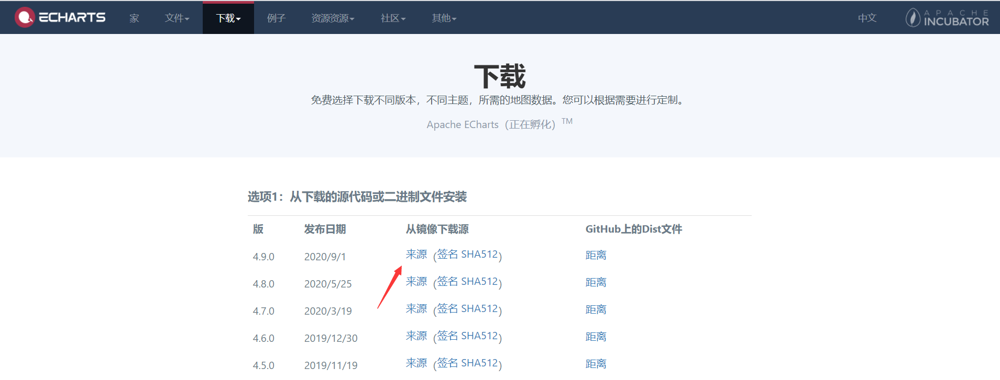 ECHARTS 家 文件 下载 例子 资源资源 社区 其他 中文 APACHE INCUBATOR
下载
免费选择下载不同版本，不同主题，所需的地图数据。您可以根据需要进行定制。
Apache ECharts（正在孵化）TM
选项1：从下载的源代码或二进制文件安装
版 发布日期 从镜像下载源 GitHub上的Dist文件
4.9.0 2020/9/1 来源 (签名 SHA512) 距离
4.8.0 2020/5/25 来源 (签名 SHA512) 距离
4.7.0 2020/3/19 来源 (签名 SHA512) 距离
4.6.0 2019/12/30 来源 (签名 SHA512) 距离
4.5.0 2019/11/19 来源 (签名 SHA512) 距离